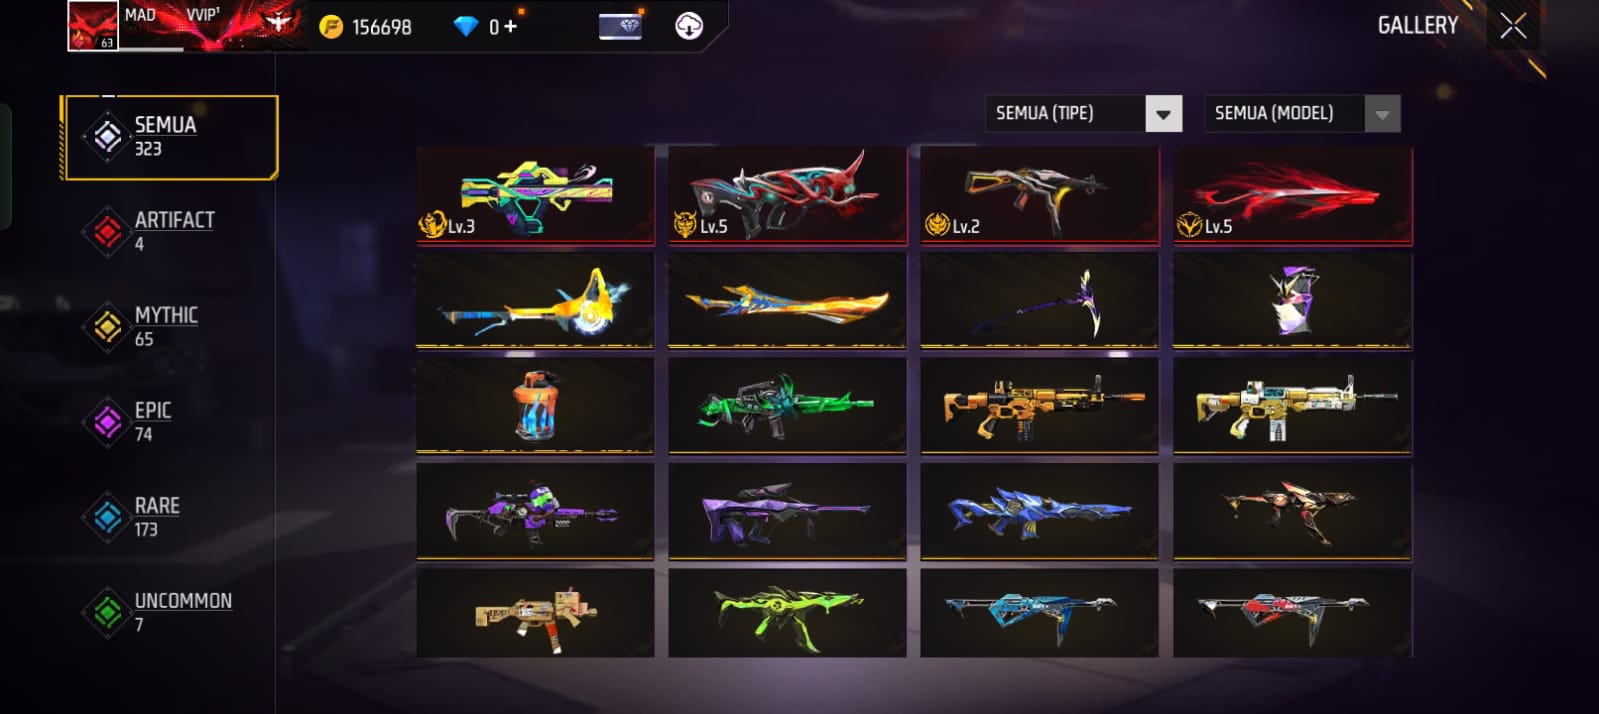 MAD VVIP¹
63
156698
0 +
GALLERY
SEMUA (TIPE)
SEMUA (MODEL)
SEMUA
323
ARTIFACT
4
MYTHIC
65
EPIC
74
RARE
173
UNCOMMON
7
Lv.3
Lv.5
Lv.2
Lv.5